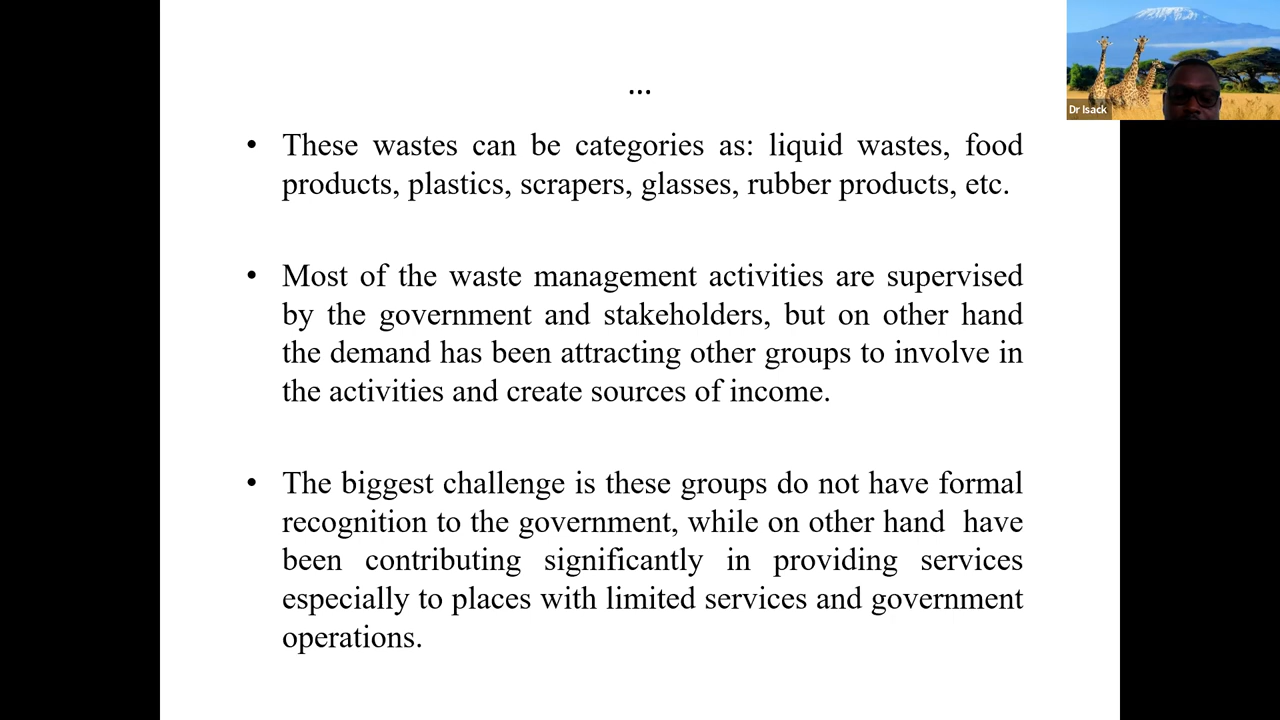 ...
• These wastes can be categories as: liquid wastes, food
products, plastics, scrapers, glasses, rubber products, etc.
• Most of the waste management activities are supervised
by the government and stakeholders, but on other hand
the demand has been attracting other groups to involve in
the activities and create sources of income.
• The biggest challenge is these groups do not have formal
recognition to the government, while on other hand  have
been contributing significantly in providing services
especially to places with limited services and government
operations.
Dr Isack